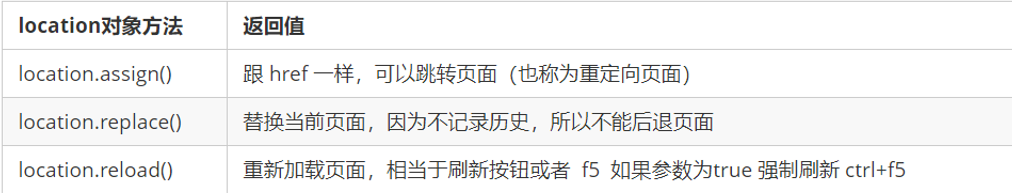 location对象方法 返回值
location.assign() 跟 href 一样，可以跳转页面（也称为重定向页面）
location.replace() 替换当前页面，因为不记录历史，所以不能后退页面
location.reload() 重新加载页面，相当于刷新按钮或者 f5 如果参数为true 强制刷新 ctrl+f5